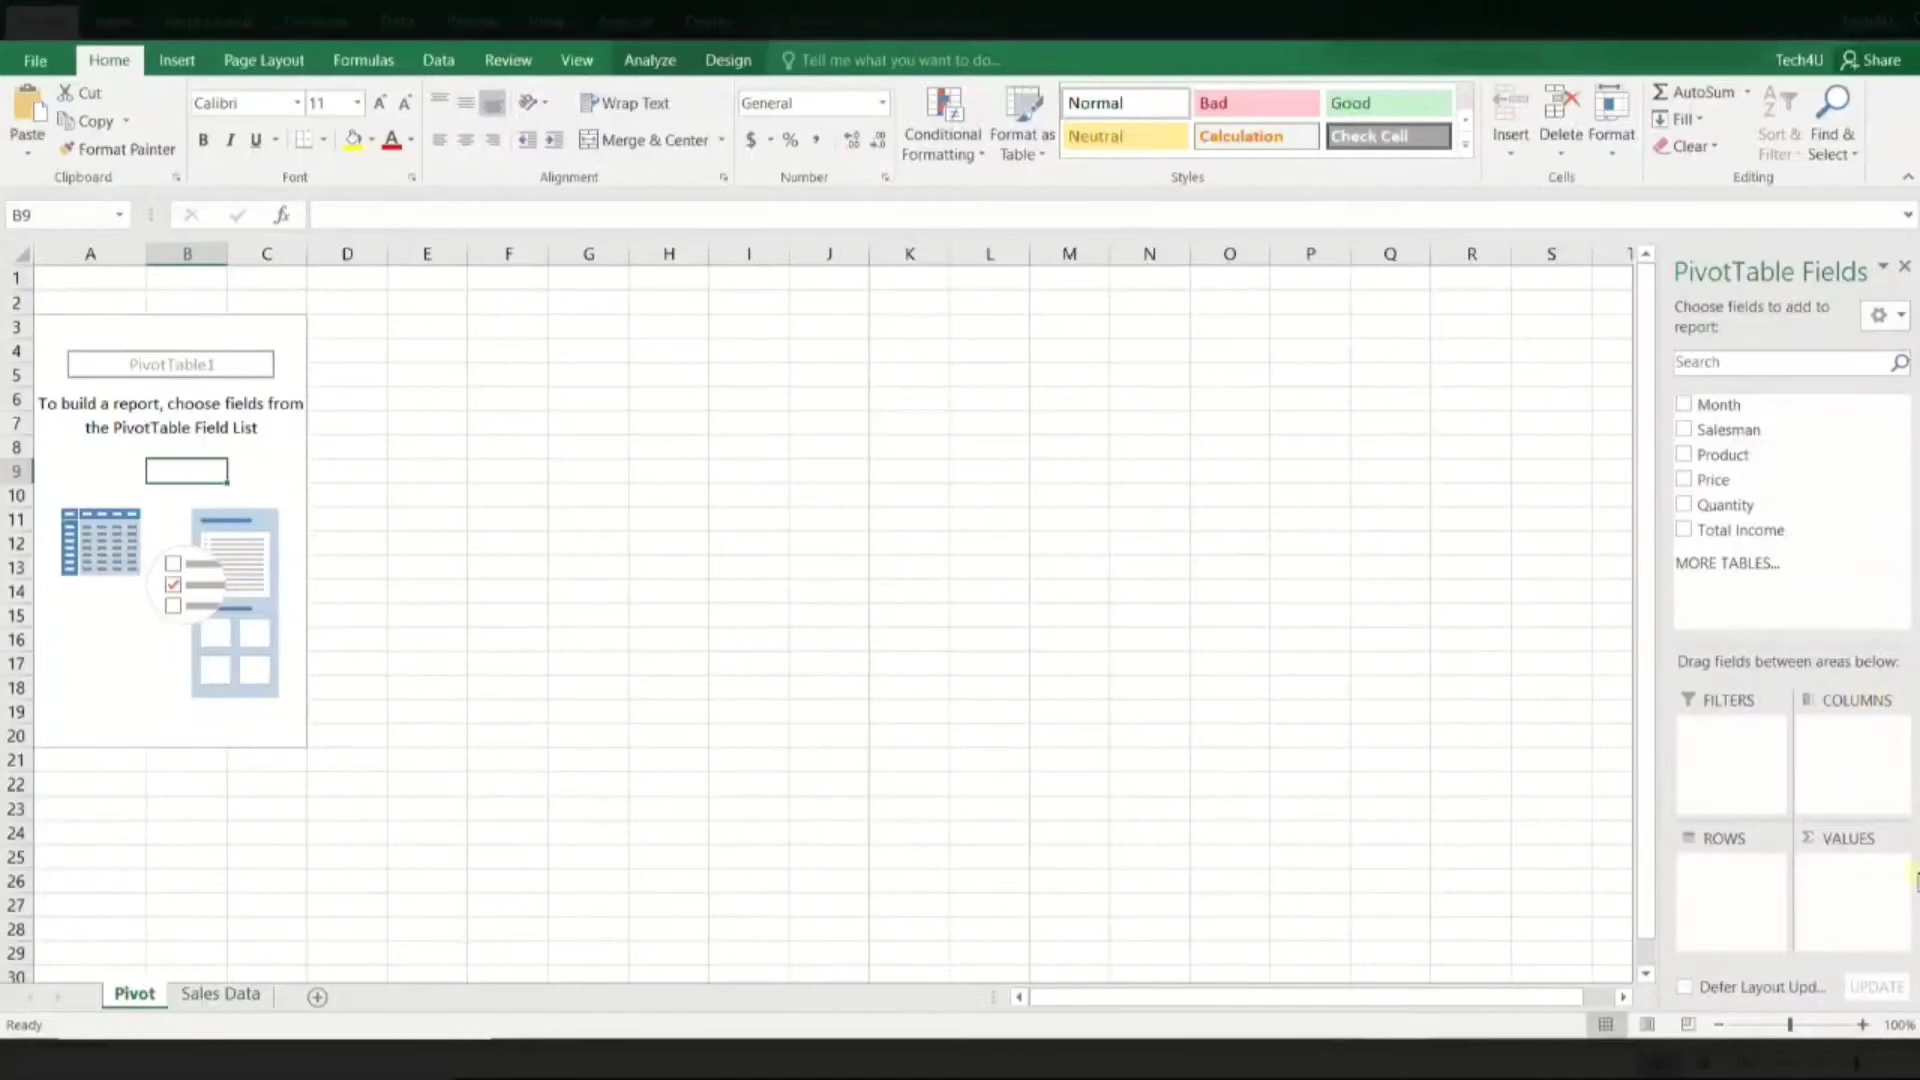 File Home Insert Page Layout Formulas Data Review View Analyze Design Tell me what you want to do... Tech4U Share
Paste
Cut
Copy
Format Painter
Clipboard
Calibri 11
B I U
Font
Wrap Text
Merge & Center
Alignment
General
$ % ,
Number
Conditional
Formatting
Format as
Table
Normal Bad Good
Neutral Calculation Check Cell
Styles
Insert Delete Format
Cells
AutoSum
Fill
Clear
Sort &
Filter
Find &
Select
Editing
B9
fx
A B C D E F G H I J K L M N O P Q R S
1
2
3
4
5
6
7
8
9
10
11
12
13
14
15
16
17
18
19
20
21
22
23
24
25
26
27
28
29
30
PivotTable1
To build a report, choose fields from
the PivotTable Field List
PivotTable Fields
Choose fields to add to
report:
Search
Month
Salesman
Product
Price
Quantity
Total Income
MORE TABLES...
Drag fields between areas below:
FILTERS COLUMNS
ROWS Σ VALUES
Defer Layout Upd... UPDATE
Pivot Sales Data
Ready
100%